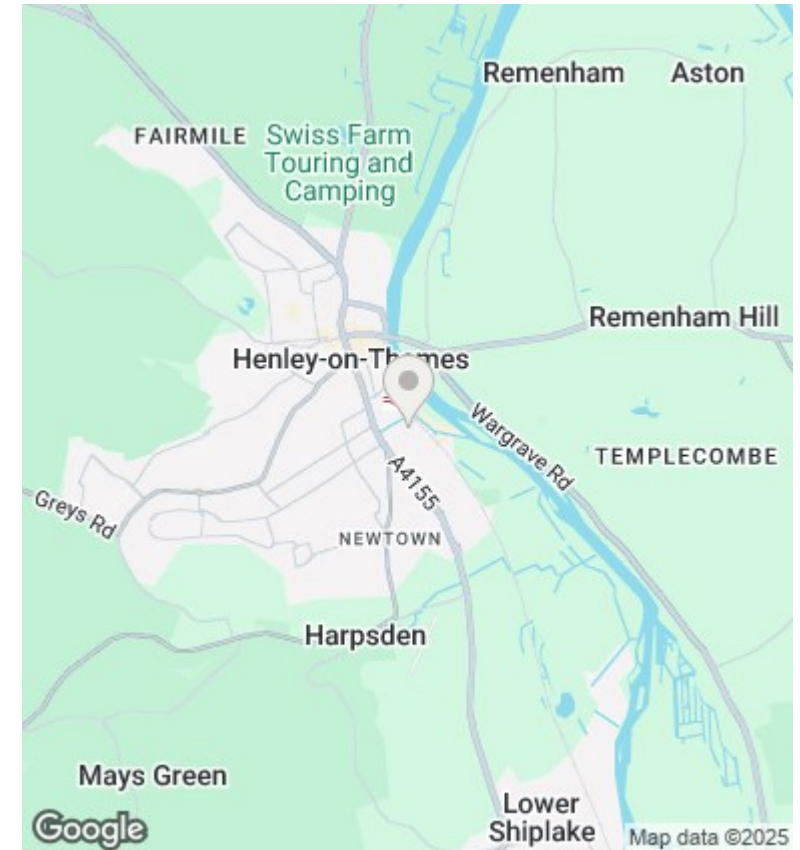 Remenham
Aston
FAIRMILE
Swiss Farm
Touring and
Camping
Remenham Hill
Henley-on-Thames
Wargrave Rd
TEMPLECOMBE
A4155
Greys Rd
NEWTOWN
Harpsden
Mays Green
Lower
Shiplake
Google
Map data ©2025